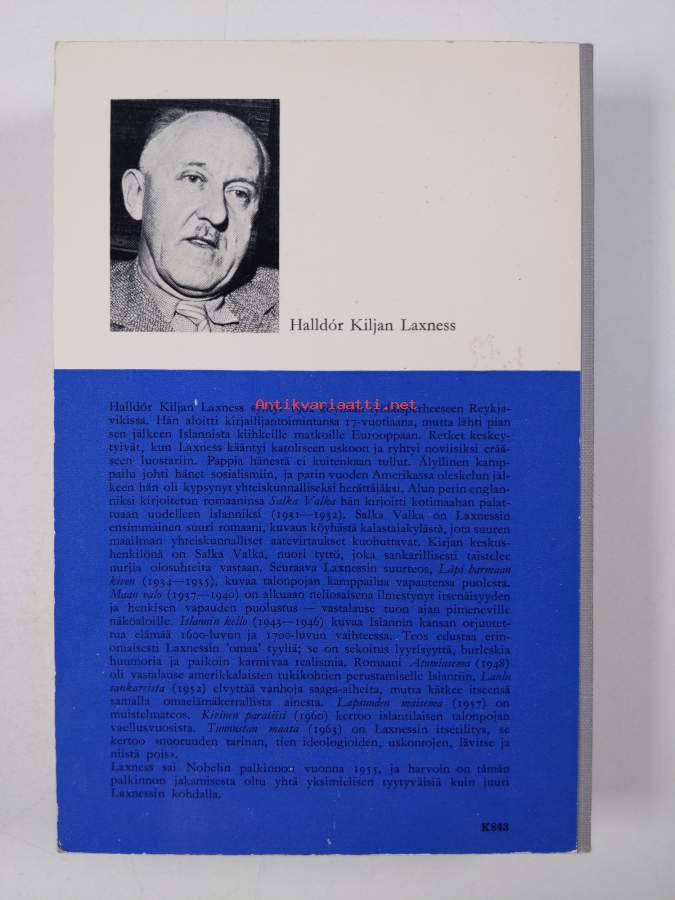 Halldór Kiljan Laxness
Halldór Kiljan Laxness
Antikvariaatti.net
perheeseen Reykja-
vikissa. Hän aloitti kirjailijantoimintansa 17-vuotiaana, mutta lähti pian
sen jälkeen Islannista kiihkeille matkoille Eurooppaan. Retket keskey-
tyivät, kun Laxness kääntyi katoliseen uskoon ja ryhtyi noviisiksi erää-
seen luostariin. Pappia hänestä ei kuitenkaan tullut. Älyllinen kamp-
pailu johti hänet sosialismiin, ja parin vuoden Amerikassa oleskelun jäl-
keen hän oli kypsynyt yhteiskunnalliseksi herättäjäksi. Alun perin englan-
niksi kirjoitetun romaaninsa Salka Valka hän kirjoitti kotimaahan palat-
tuaan uudelleen islanniksi (1931—1932). Salka Valka on Laxnessin
ensimmäinen suuri romaani, kuvaus köyhästä kalastajakylästä, jota suuren
maailman yhteiskunnalliset aatevirtaukset kuohuttavat. Kirjan keskus-
henkilönä on Salka Valka, nuori tyttö, joka sankarillisesti taistelee
nurjia olosuhteita vastaan. Seuraava Laxnessin suurteos, Läpi harmaan
kiven (1934—1935), kuvaa talonpojan kamppailua vapautensa puolesta.
Maan valo (1937—1940) on alkuaan neliosaisena ilmestynyt itsenäisyyden
ja henkisen vapauden puolustus — vastalause tuon ajan pimeneville
näköaloille. Islannin kello (1943—1946) kuvaa Islannin kansan orjuutet-
tua elämää 1600-luvun ja 1700-luvun vaihteessa. Teos edustaa erin-
omaisesti Laxnessin 'omaa' tyyliä; se on sekoitus lyyrisyyttä, burleskia
huumoria ja paikoin karmivaa realismia. Romaani Atomiasema (1948)
oli vastalause amerikkalaisten tukikohtien perustamiselle Islantiin. Laulu
sankareista (1952) elvyttää vanhoja saaga-aiheita, mutta kätkee itseensä
samalla omaelämäkerrallista ainesta. Lapsuuden maisema (1957) on
muistelmateos. Kirimen paratiisi (1960) kertoo islantilaisen talonpojan
vaellusvuosista. Tunnustan maata (1963) on Laxnessin itsetilitys, se
kertoo »nuoruuden tarinan, tien ideologioiden, uskontojen, lävitse ja
niistä pois».
Laxness sai Nobelin palkinnon vuonna 1955, ja harvoin on tämän
palkinnon jakamisesta oltu yhtä yksimielisen tyytyväisiä kuin juuri
Laxnessin kohdalla.
K843